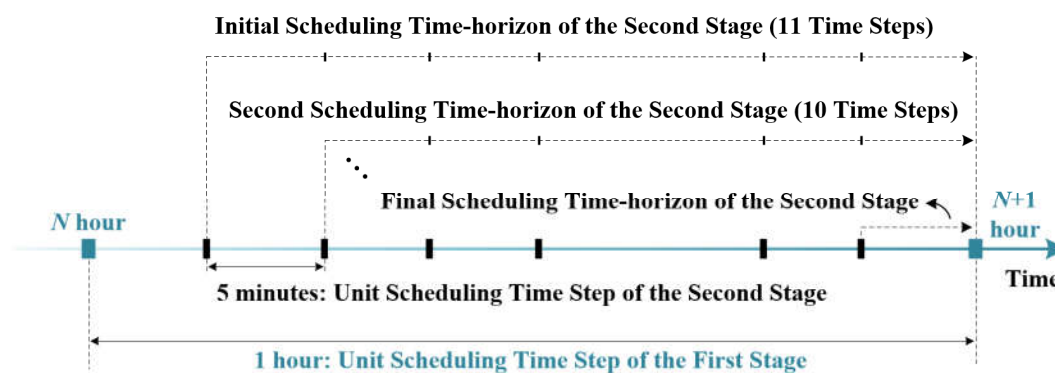 Initial Scheduling Time-horizon of the Second Stage (11 Time Steps)
Second Scheduling Time-horizon of the Second Stage (10 Time Steps)
Final Scheduling Time-horizon of the Second Stage
N hour
N+1
hour
Time
5 minutes: Unit Scheduling Time Step of the Second Stage
1 hour: Unit Scheduling Time Step of the First Stage